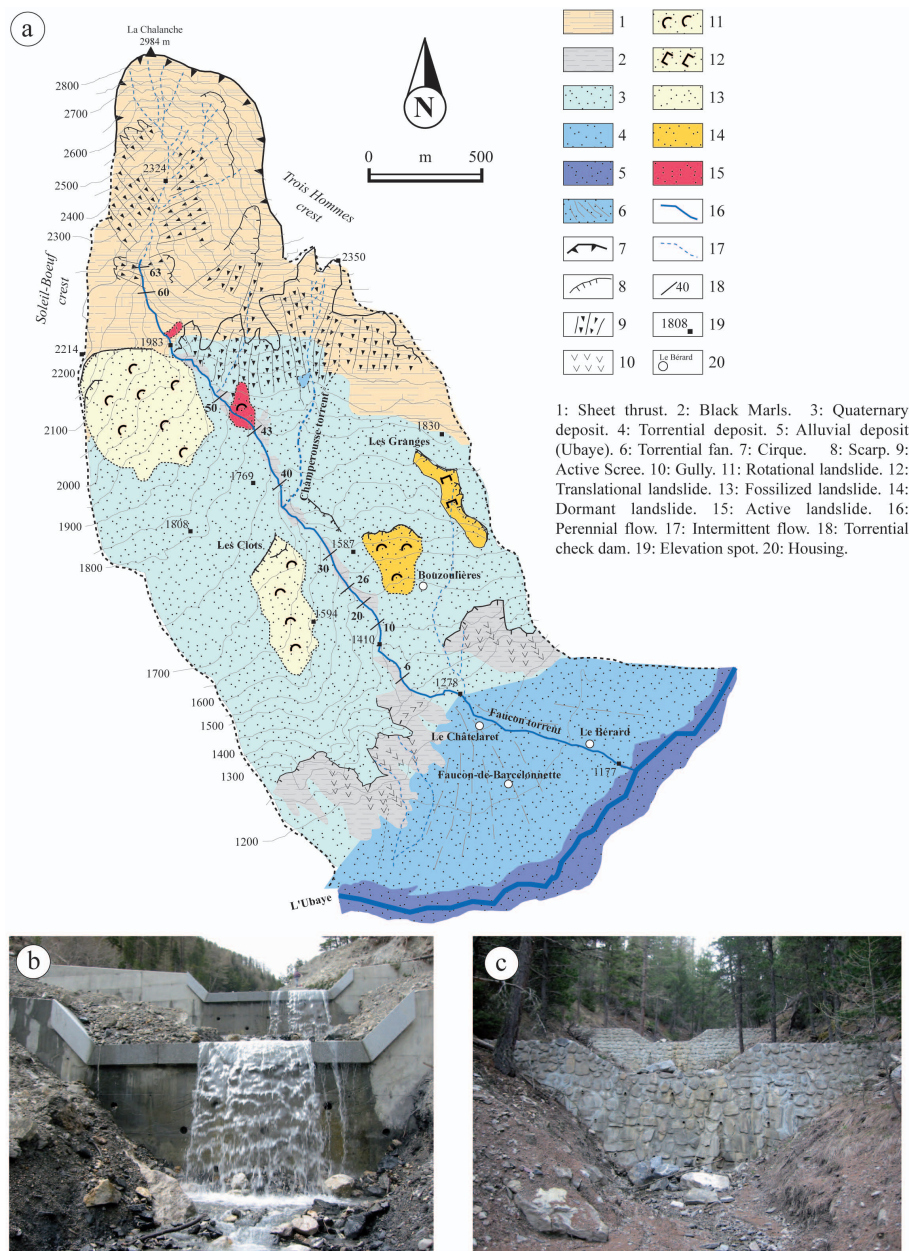 a
La Chalanche
2984 m
2800
2700
2600
2500
2400
2300
2324
N
0 m 500
Trois Hommes
crest
2350
Soleil-Boeuf
crest
63
60
1983
2214
2200
2100
2000
1900
1800
50
43
40
Champerousse torrent
1830
Les Granges
1769
1808
Les Clots
1587
30
26
20
10
Bouzoulières
1594
1410
6
1278
1700
1600
1500
1400
1300
1200
Faucon torrent
Le Châtelaret
Le Bérard
Faucon-de-Barcelonnette
1177
L'Ubaye
1
2
3
4
5
6
7
8
9
10
11
12
13
14
15
16
17
40
18
1808
19
Le Bérard
20
1: Sheet thrust. 2: Black Marls. 3: Quaternary
deposit. 4: Torrential deposit. 5: Alluvial deposit
(Ubaye). 6: Torrential fan. 7: Cirque. 8: Scarp. 9:
Active Scree. 10: Gully. 11: Rotational landslide. 12:
Translational landslide. 13: Fossilized landslide. 14:
Dormant landslide. 15: Active landslide. 16:
Perennial flow. 17: Intermittent flow. 18: Torrential
check dam. 19: Elevation spot. 20: Housing.
b
c